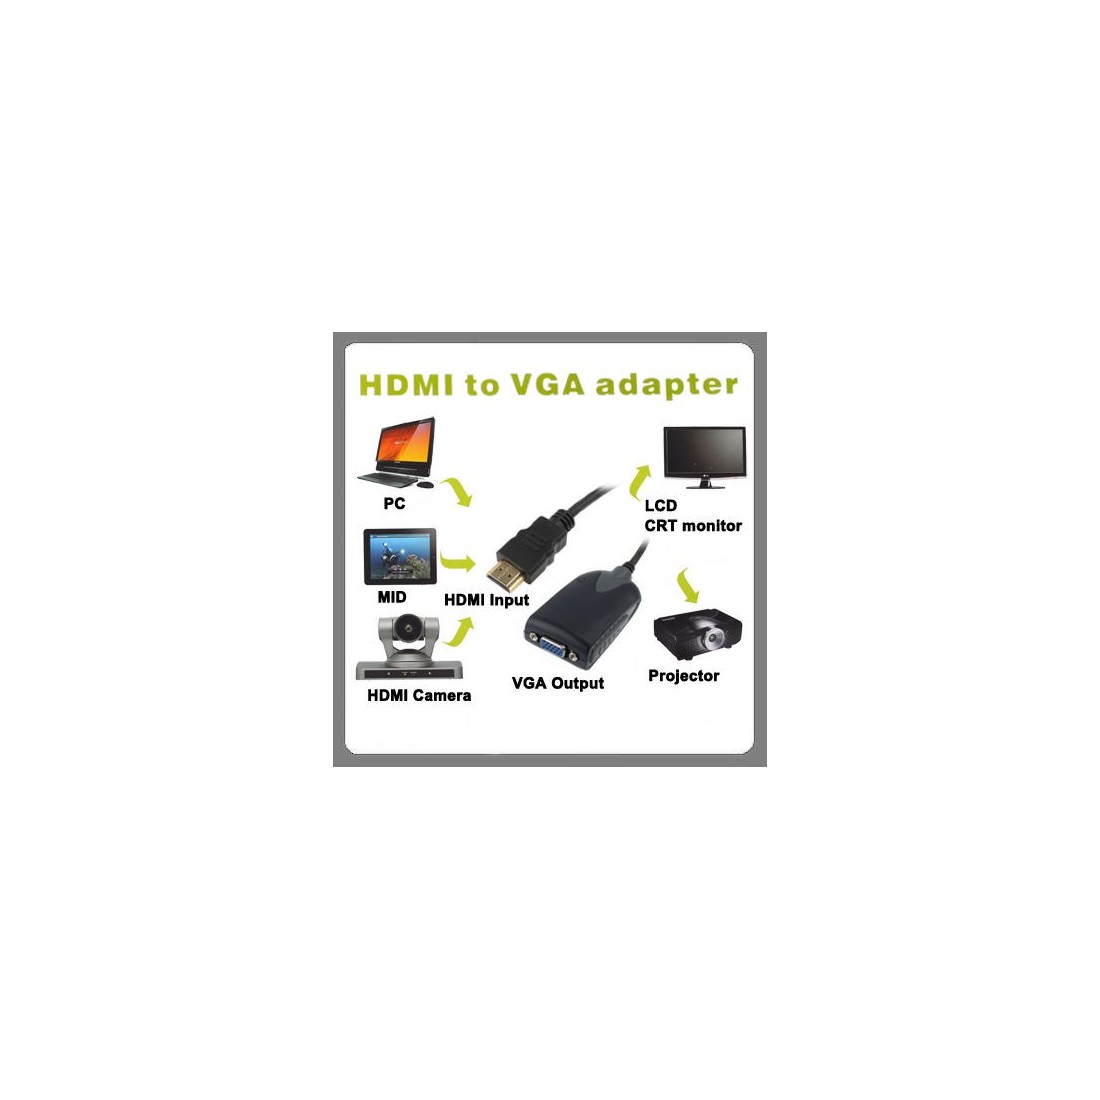 HDMI to VGA adapter
PC
LCD
CRT monitor
MID
HDMI Input
HDMI Camera
VGA Output
Projector